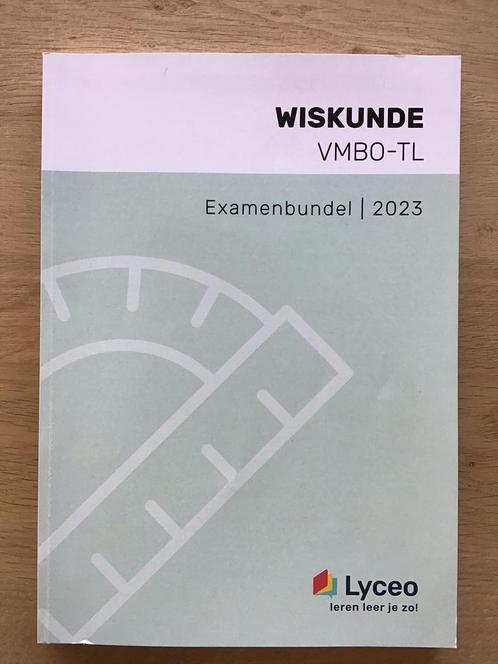 WISKUNDE
VMBO-TL
Examenbundel | 2023
Lyceo
leren leer je zo!